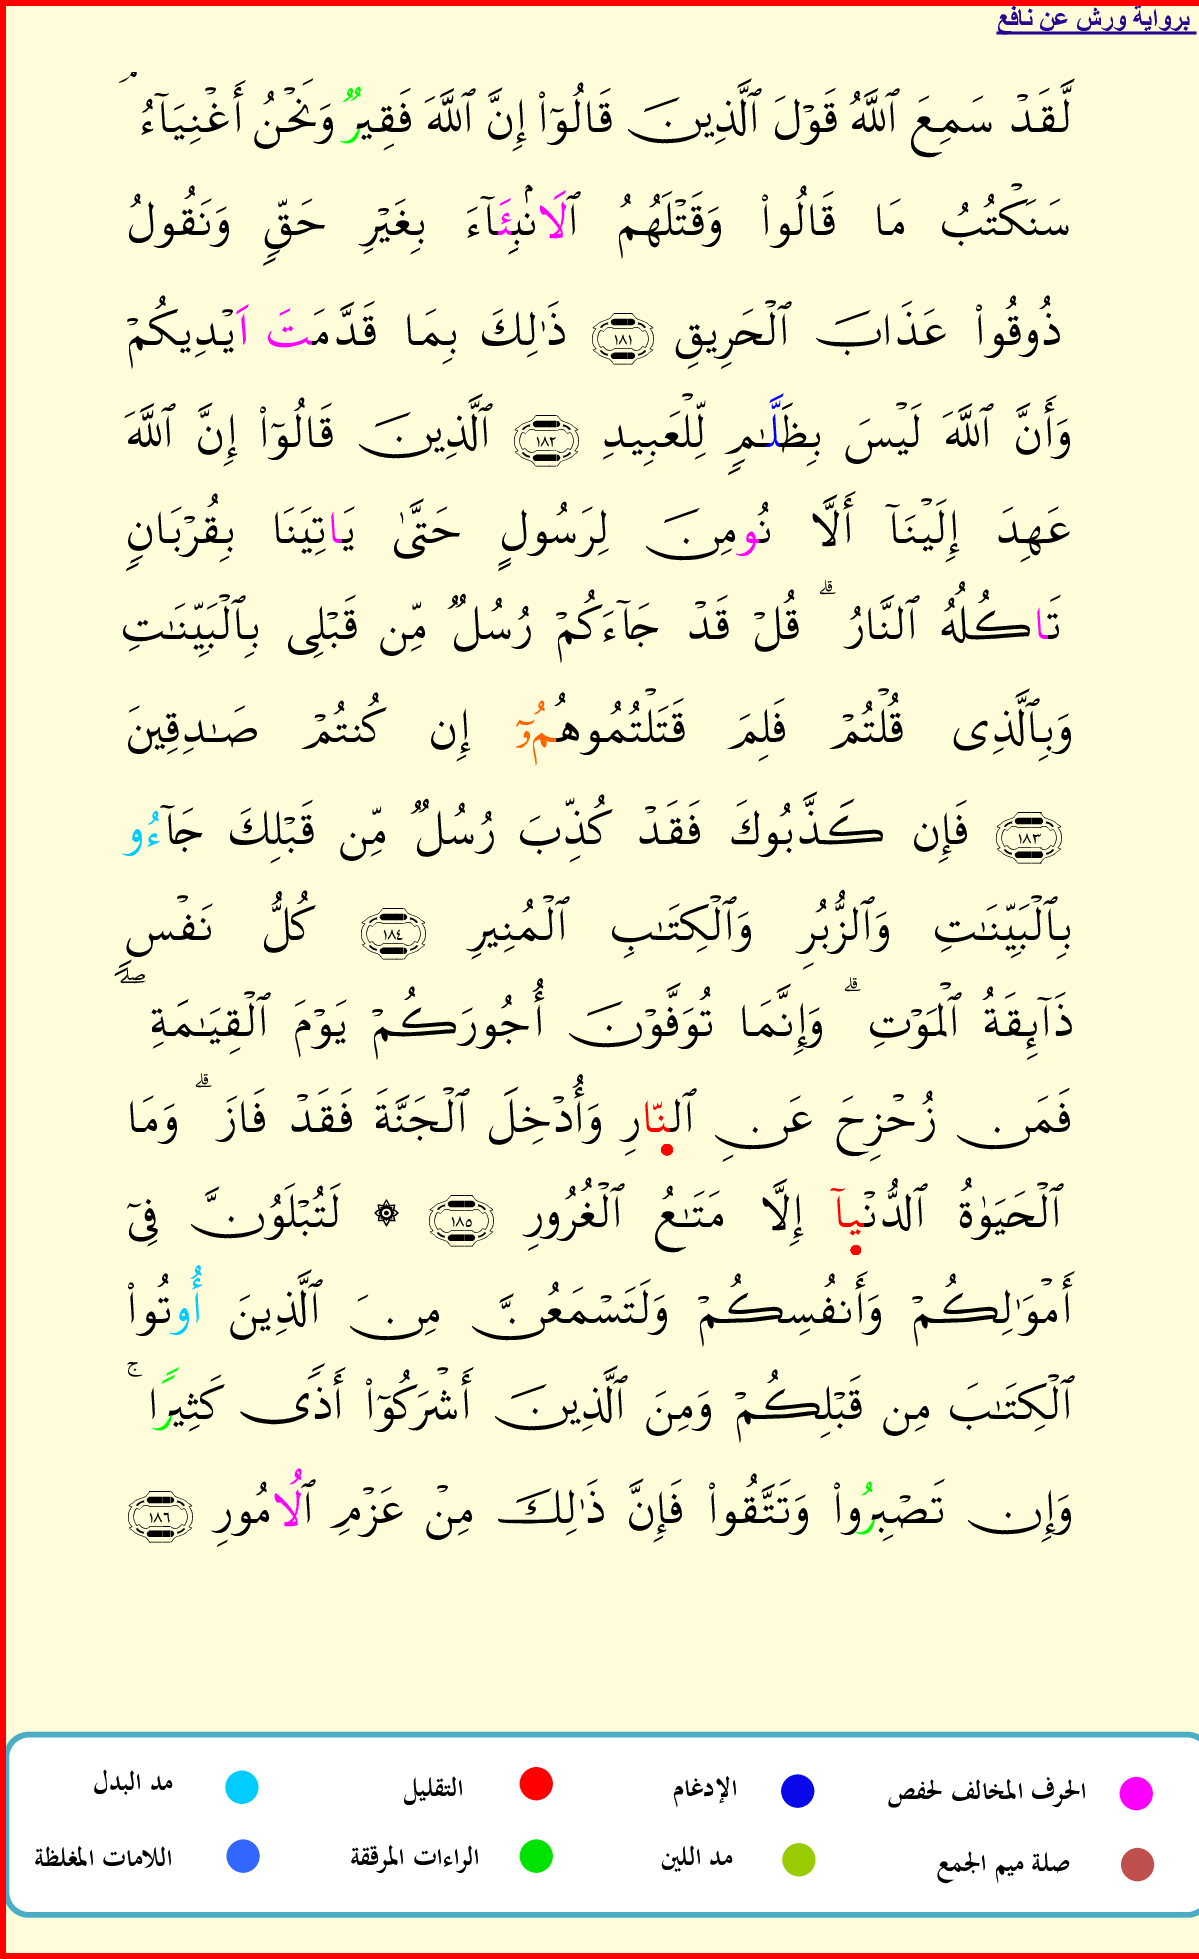 برواية ورش عن نافع
لَّقَدْ سَمِعَ ٱللَّهُ قَوْلَ ٱلَّذِينَ قَالُوٓا۟ إِنَّ ٱللَّهَ فَقِيرٌ وَنَحْنُ أَغْنِيَآءُ ۘ
سَنَكْتُبُ مَا قَالُوا۟ وَقَتْلَهُمُ ٱلَانۢبِئَآءَ بِغَيْرِ حَقٍّ وَنَقُولُ
ذُوقُوا۟ عَذَابَ ٱلْحَرِيقِ ١٨١ ذَٰلِكَ بِمَا قَدَّمَتَ اَيْدِيكُمْ
وَأَنَّ ٱللَّهَ لَيْسَ بِظَلَّـٰمٍ لِّلْعَبِيدِ ١٨٢ ٱلَّذِينَ قَالُوٓا۟ إِنَّ ٱللَّهَ
عَهِدَ إِلَيْنَآ أَلَّا نُومِنَ لِرَسُولٍ حَتَّىٰ يَاتِيَنَا بِقُرْبَانٍ
تَاكُلُهُ ٱلنَّارُ ۗ قُلْ قَدْ جَآءَكُمْ رُسُلٌ مِّن قَبْلِى بِٱلْبَيِّنَـٰتِ
وَبِٱلَّذِى قُلْتُمْ فَلِمَ قَتَلْتُمُوهُمُۥٓ إِن كُنتُمْ صَـٰدِقِينَ
١٨٣ فَإِن كَذَّبُوكَ فَقَدْ كُذِّبَ رُسُلٌ مِّن قَبْلِكَ جَآءُو
بِٱلْبَيِّنَـٰتِ وَٱلزُّبُرِ وَٱلْكِتَـٰبِ ٱلْمُنِيرِ ١٨٤ كُلُّ نَفْسٍ
ذَآئِقَةُ ٱلْمَوْتِ ۗ وَإِنَّمَا تُوَفَّوْنَ أُجُورَكُمْ يَوْمَ ٱلْقِيَـٰمَةِ ۖ
فَمَن زُحْزِحَ عَنِ ٱلنّارِ وَأُدْخِلَ ٱلْجَنَّةَ فَقَدْ فَازَ ۗ وَمَا
ٱلْحَيَوٰةُ ٱلدُّنْيآ إِلَّا مَتَـٰعُ ٱلْغُرُورِ ١٨٥ ۞ لَتُبْلَوُنَّ فِىٓ
أَمْوَٰلِكُمْ وَأَنفُسِكُمْ وَلَتَسْمَعُنَّ مِنَ ٱلَّذِينَ أُوتُوا۟
ٱلْكِتَـٰبَ مِن قَبْلِكُمْ وَمِنَ ٱلَّذِينَ أَشْرَكُوٓا۟ أَذًى كَثِيرًا ۚ
وَإِن تَصْبِرُوا۟ وَتَتَّقُوا۟ فَإِنَّ ذَٰلِكَ مِنْ عَزْمِ ٱلُامُورِ ١٨٦
الحرف المخالف لحفص الإدغام التقليل مد البدل
صلة ميم الجمع مد اللين الراءات المرققة اللامات المغلظة